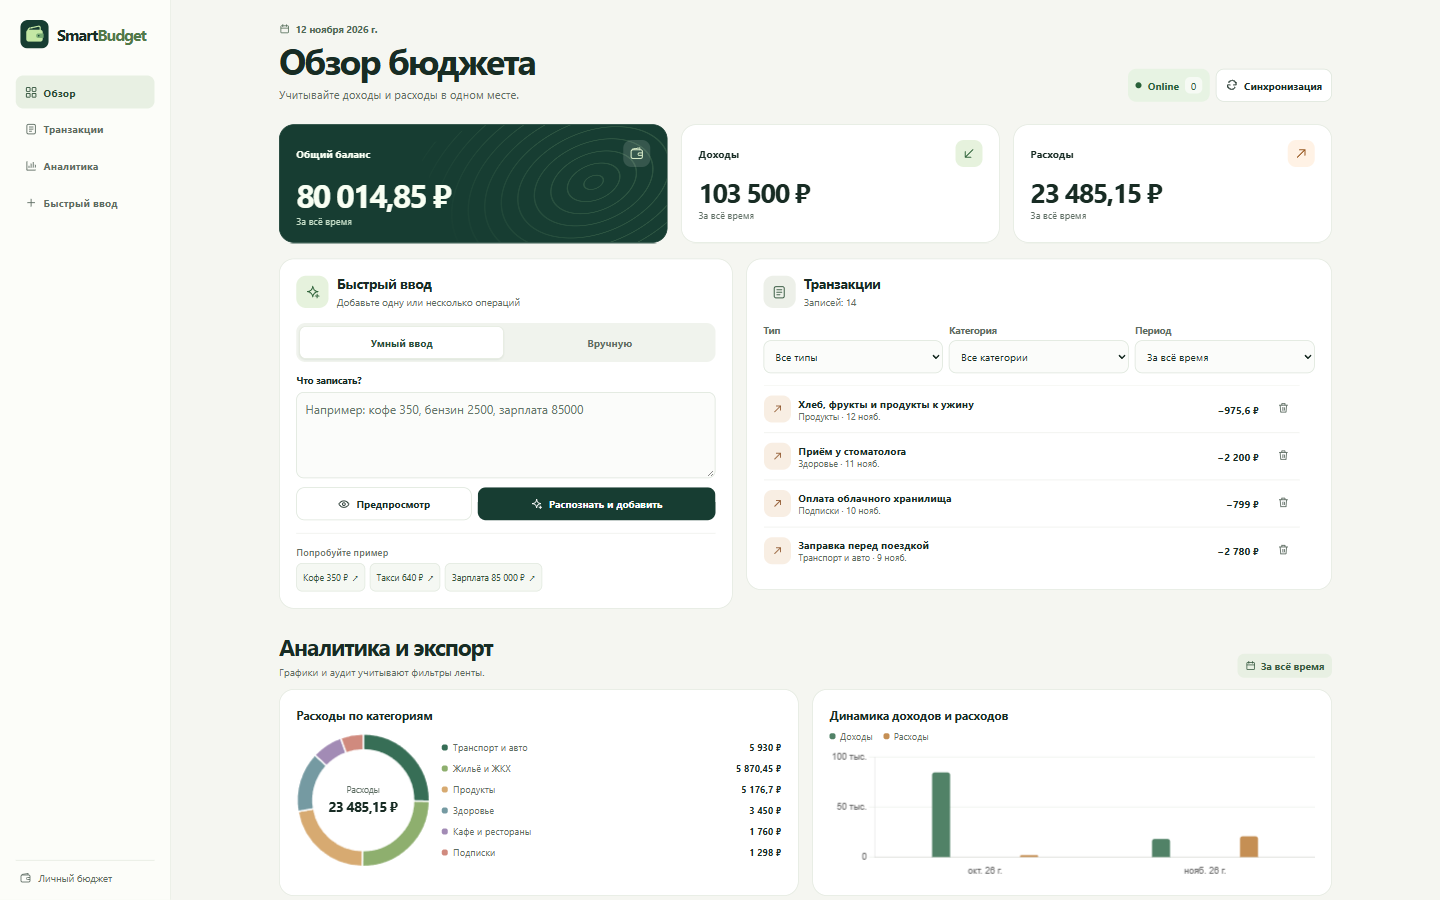 SmartBudget
Обзор
Транзакции
Аналитика
Быстрый ввод
Личный бюджет
12 ноября 2026 г.
Обзор бюджета
Учитывайте доходы и расходы в одном месте.
Online 0
Синхронизация
Общий баланс
80 014,85 ₽
За всё время
Доходы
103 500 ₽
За всё время
Расходы
23 485,15 ₽
За всё время
Быстрый ввод
Добавьте одну или несколько операций
Умный ввод
Вручную
Что записать?
Например: кофе 350, бензин 2500, зарплата 85000
Предпросмотр
Распознать и добавить
Попробуйте пример
Кофе 350 ₽ ↗
Такси 640 ₽ ↗
Зарплата 85 000 ₽ ↗
Транзакции
Записей: 14
Тип
Категория
Период
Все типы
Все категории
За всё время
Хлеб, фрукты и продукты к ужину
Продукты · 12 нояб.
−975,6 ₽
Приём у стоматолога
Здоровье · 11 нояб.
−2 200 ₽
Оплата облачного хранилища
Подписки · 10 нояб.
−799 ₽
Заправка перед поездкой
Транспорт и авто · 9 нояб.
−2 780 ₽
Аналитика и экспорт
Графики и аудит учитывают фильтры ленты.
За всё время
Расходы по категориям
Расходы
23 485,15 ₽
Транспорт и авто 5 930 ₽
Жильё и ЖКХ 5 870,45 ₽
Продукты 5 176,7 ₽
Здоровье 3 450 ₽
Кафе и рестораны 1 760 ₽
Подписки 1 298 ₽
Динамика доходов и расходов
Доходы
Расходы
100 тыс.
50 тыс.
0
окт. 26 г.
нояб. 26 г.